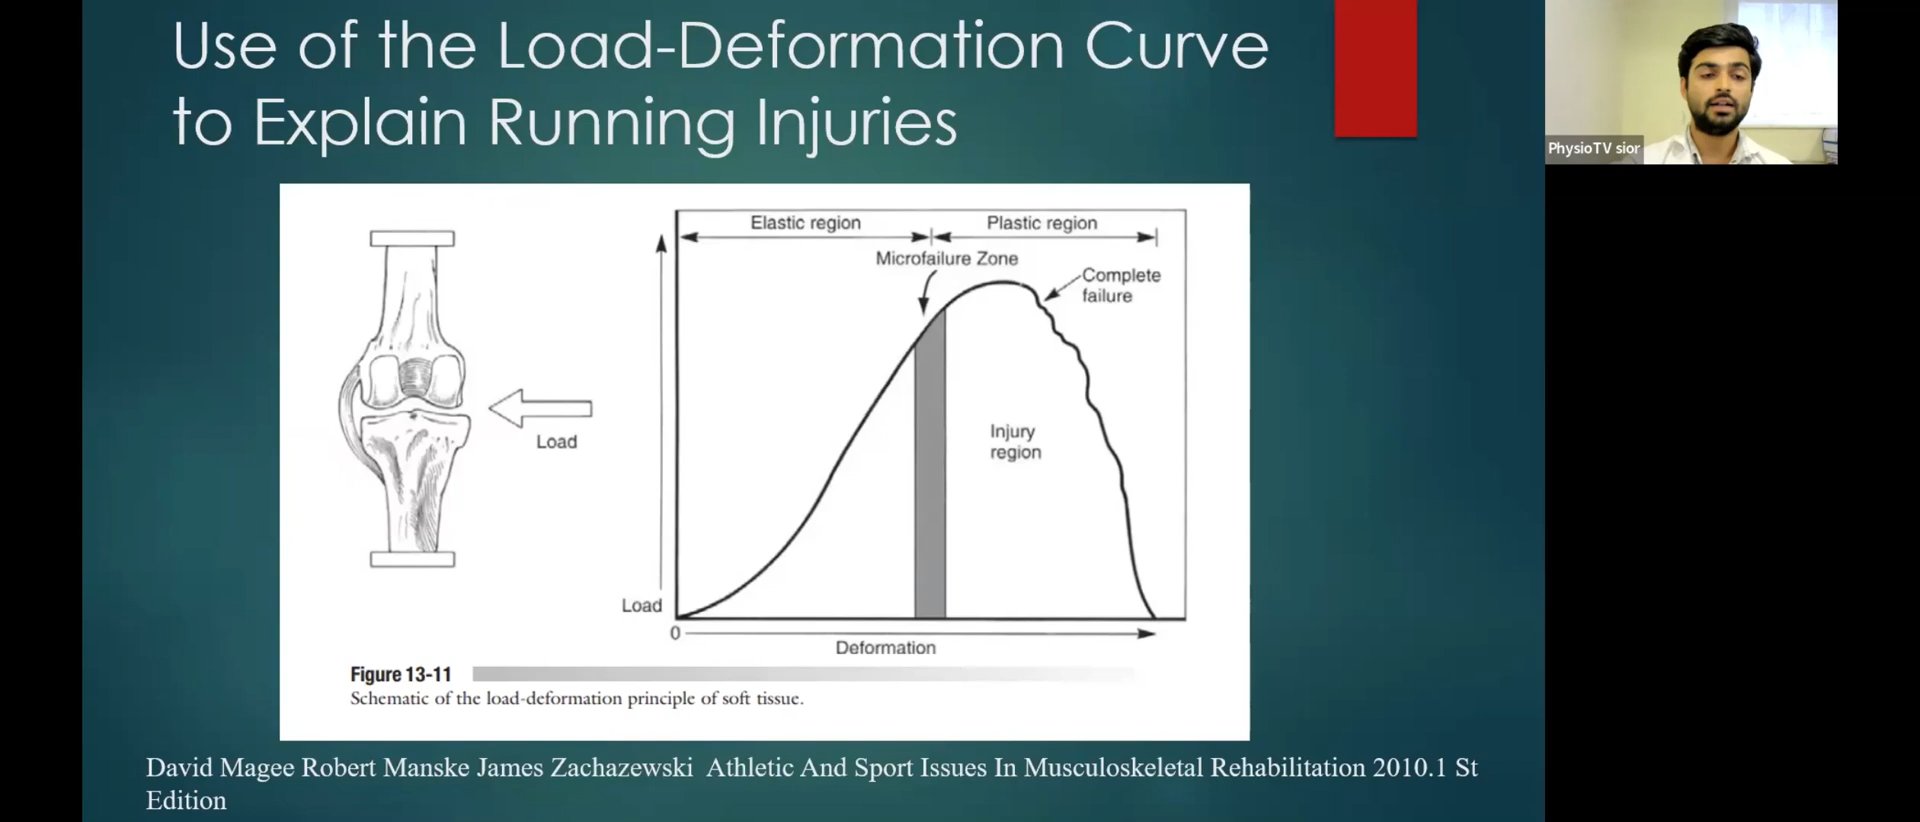 Use of the Load-Deformation Curve
to Explain Running Injuries
PhysioTV sior
Elastic region
Plastic region
Microfailure Zone
Complete
failure
Injury
region
Load
Load
0
Deformation
Figure 13-11
Schematic of the load-deformation principle of soft tissue.
David Magee Robert Manske James Zachazewski Athletic And Sport Issues In Musculoskeletal Rehabilitation 2010.1 St
Edition